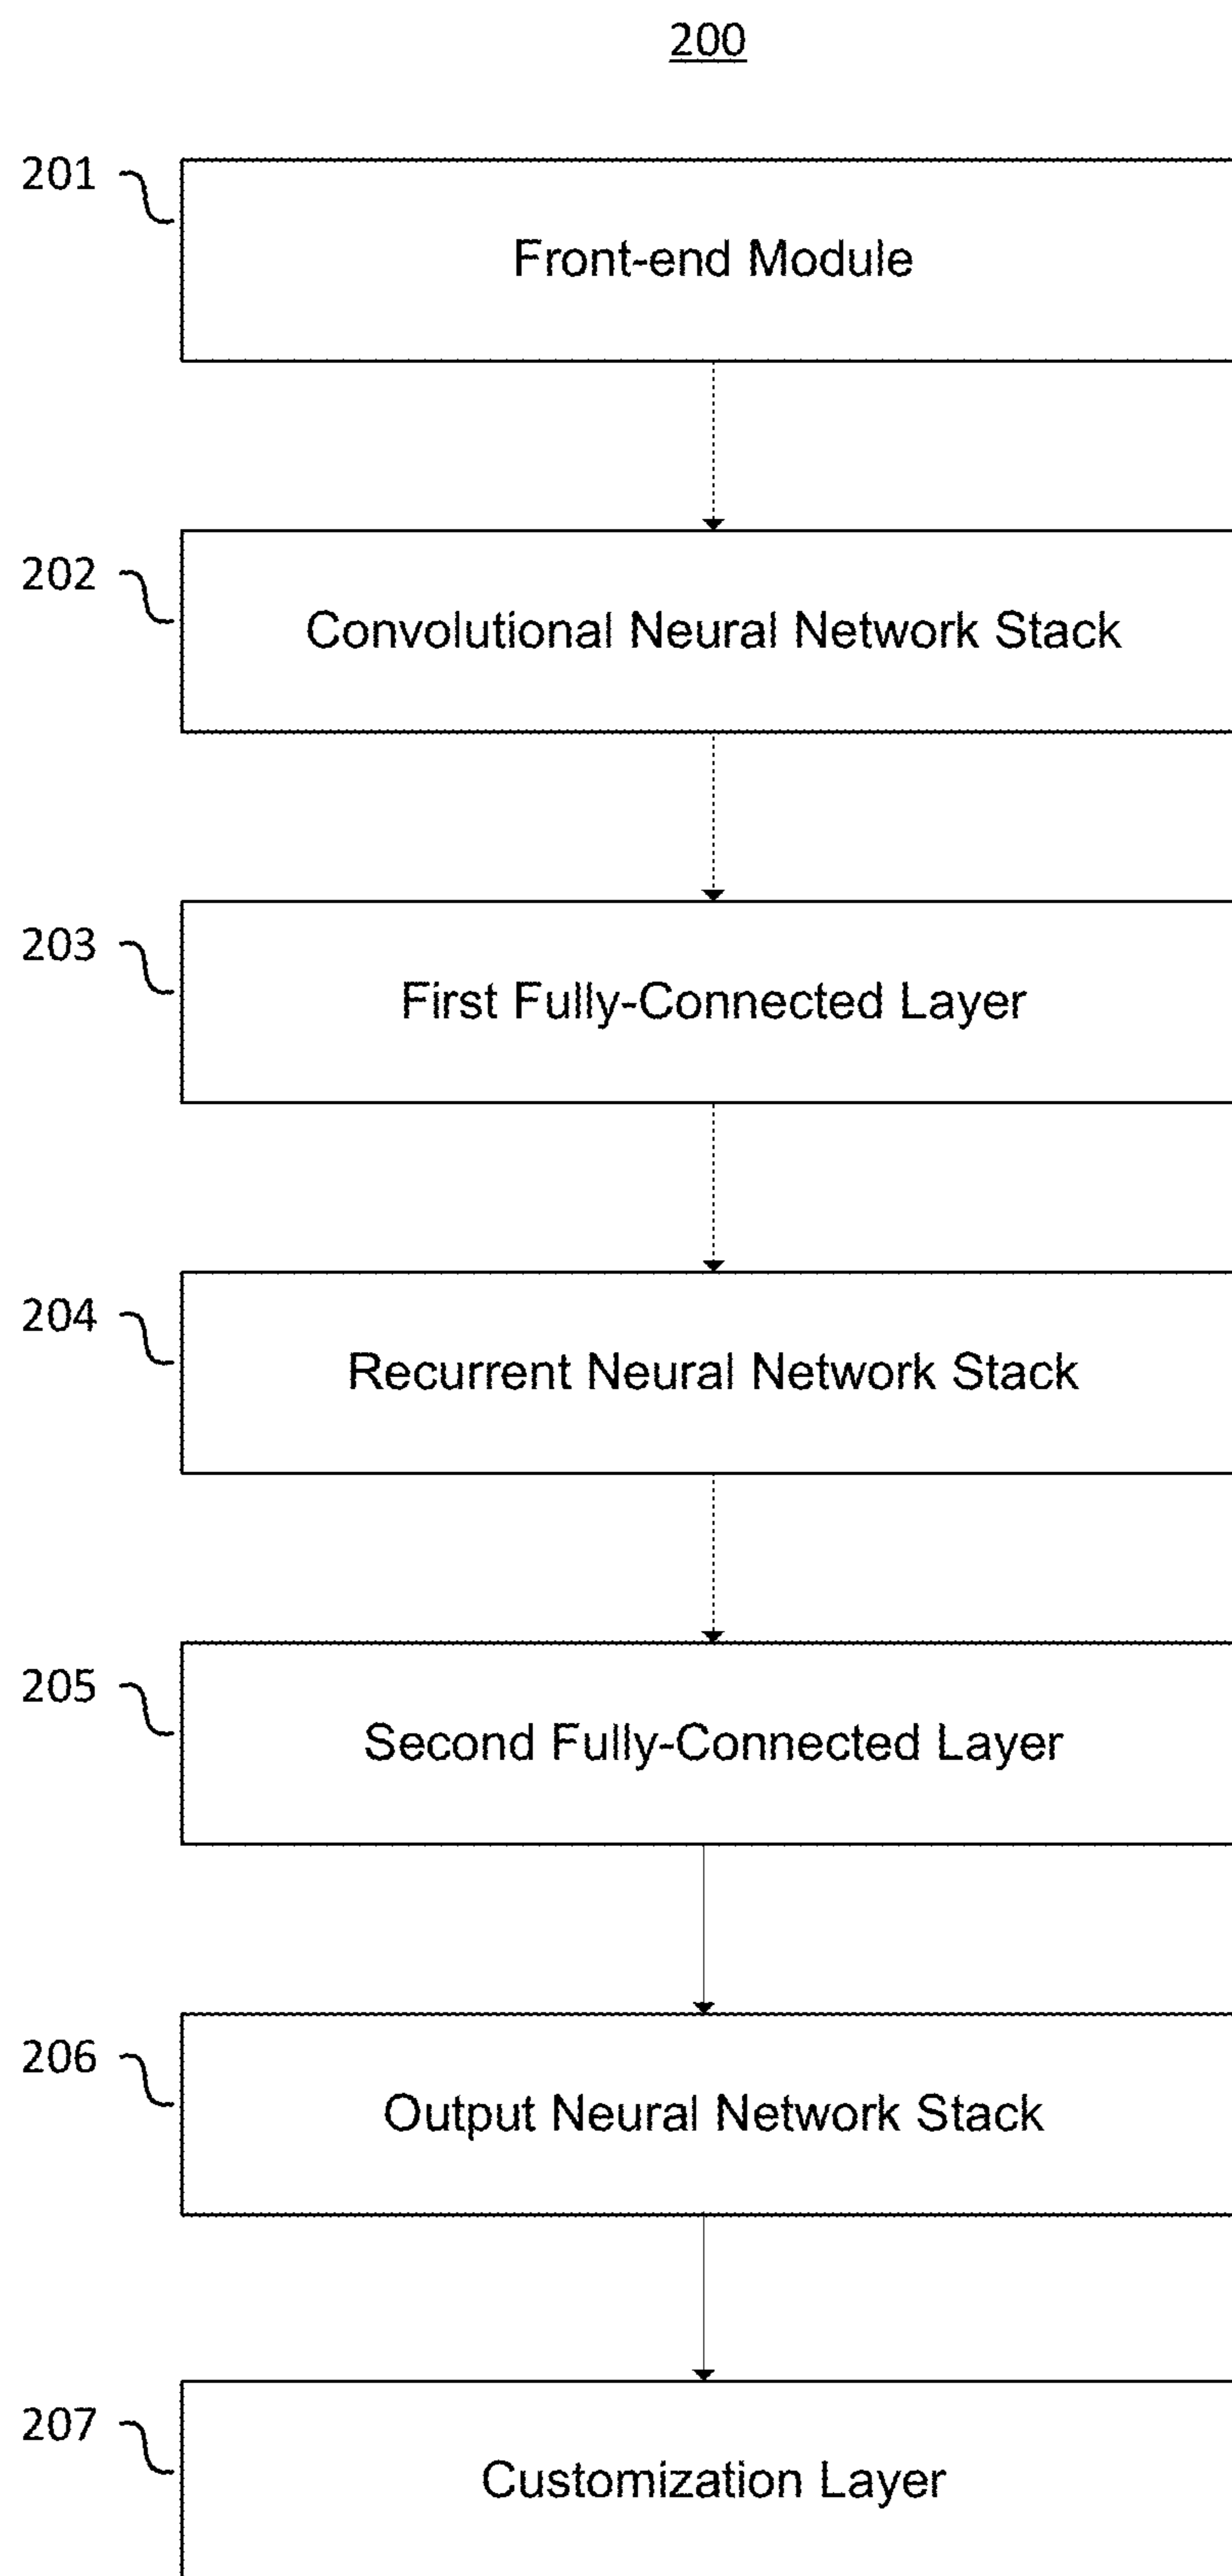 200
201
Front-end Module
202
Convolutional Neural Network Stack
203
First Fully-Connected Layer
204
Recurrent Neural Network Stack
205
Second Fully-Connected Layer
206
Output Neural Network Stack
207
Customization Layer